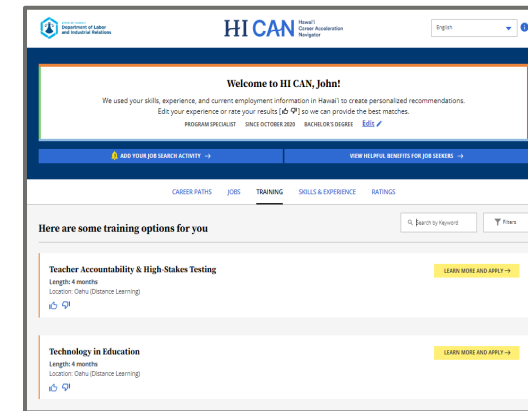 STATE OF HAWAI'I
Department of Labor
and Industrial Relations
HI CAN
Hawai'i
Career Acceleration
Navigator
English
Welcome to HI CAN, John!
We used your skills, experience, and current employment information in Hawai'i to create personalized recommendations.
Edit your experience or rate your results [👍 👎] so we can provide the best matches.
PROGRAM SPECIALIST SINCE OCTOBER 2020 BACHELOR'S DEGREE Edit
ADD YOUR JOB SEARCH ACTIVITY →
VIEW HELPFUL BENEFITS FOR JOB SEEKERS →
CAREER PATHS JOBS TRAINING SKILLS & EXPERIENCE RATINGS
Here are some training options for you
Search by Keyword
Filters
Teacher Accountability & High-Stakes Testing
Length: 4 months
Location: Oahu (Distance Learning)
LEARN MORE AND APPLY →
Technology in Education
Length: 4 months
Location: Oahu (Distance Learning)
LEARN MORE AND APPLY →